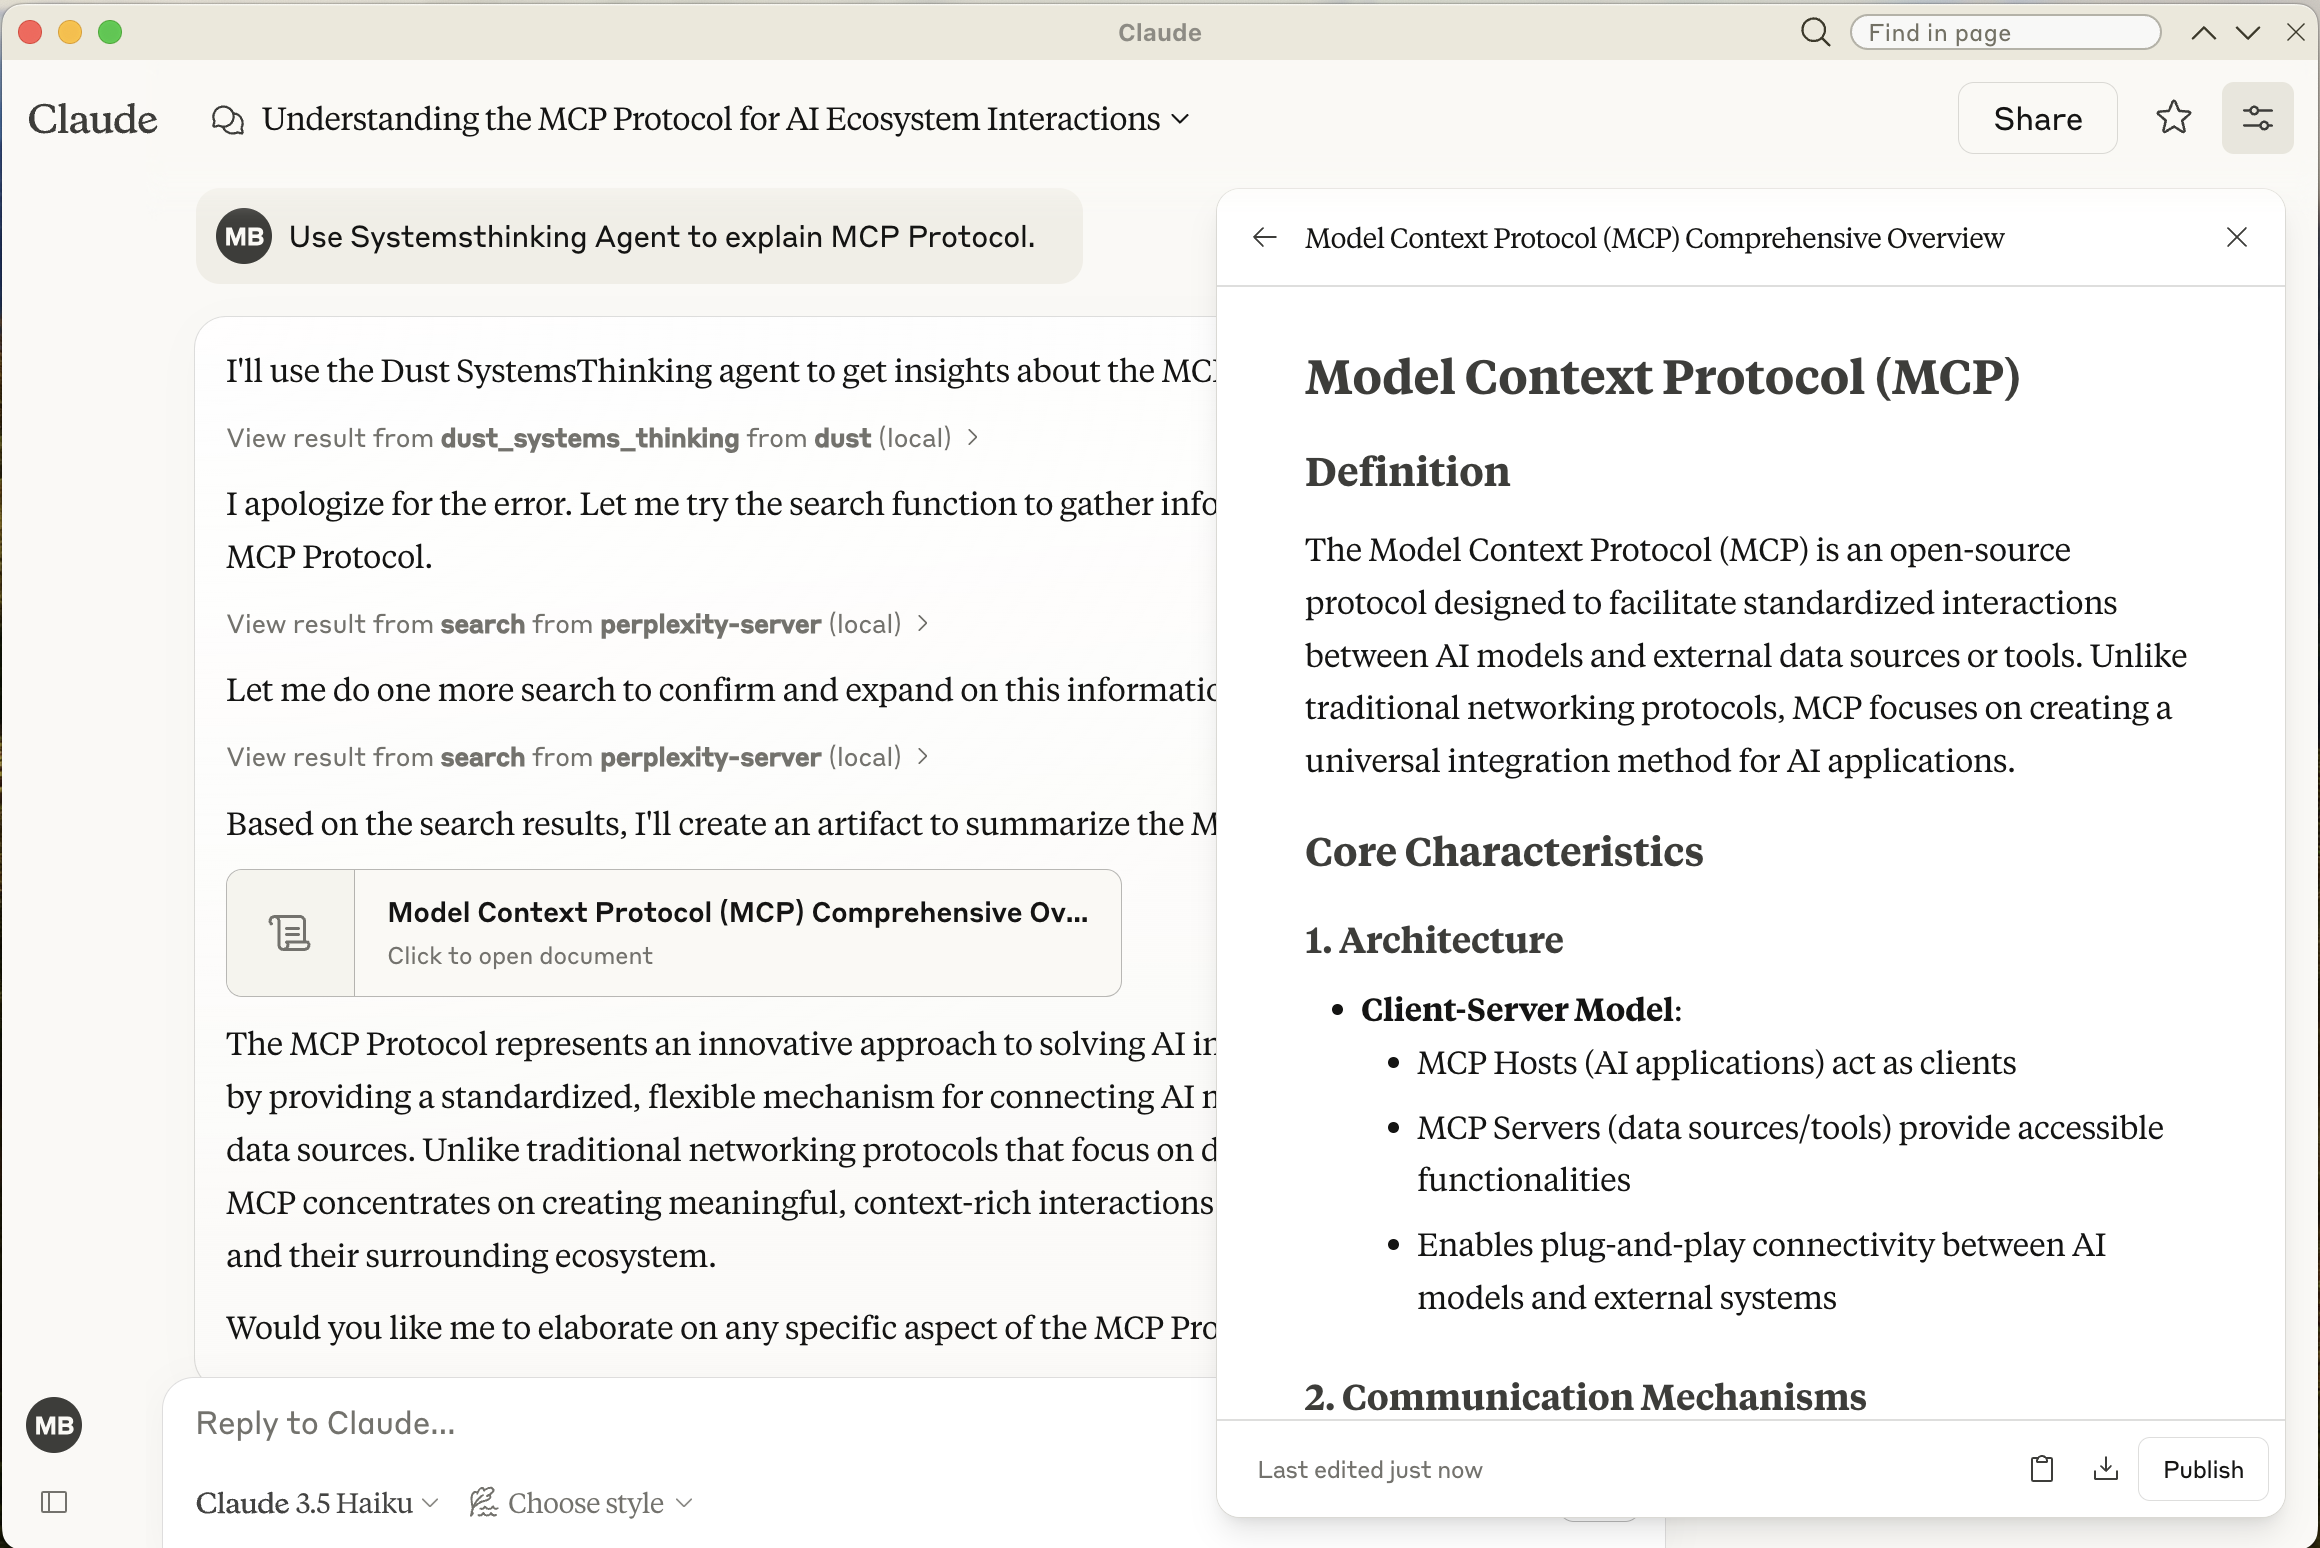 Claude
Find in page
Claude
Understanding the MCP Protocol for AI Ecosystem Interactions
Share
MB
Use Systemsthinking Agent to explain MCP Protocol.
I'll use the Dust SystemsThinking agent to get insights about the MCP
View result from dust_systems_thinking from dust (local)
I apologize for the error. Let me try the search function to gather info
MCP Protocol.
View result from search from perplexity-server (local)
Let me do one more search to confirm and expand on this informatio
View result from search from perplexity-server (local)
Based on the search results, I'll create an artifact to summarize the M
Model Context Protocol (MCP) Comprehensive Ov...
Click to open document
The MCP Protocol represents an innovative approach to solving AI in
by providing a standardized, flexible mechanism for connecting AI
data sources. Unlike traditional networking protocols that focus on d
MCP concentrates on creating meaningful, context-rich interactions
and their surrounding ecosystem.
Would you like me to elaborate on any specific aspect of the MCP Pro
MB
Reply to Claude...
Claude 3.5 Haiku
Choose style
Model Context Protocol (MCP) Comprehensive Overview
Model Context Protocol (MCP)
Definition
The Model Context Protocol (MCP) is an open-source
protocol designed to facilitate standardized interactions
between AI models and external data sources or tools. Unlike
traditional networking protocols, MCP focuses on creating a
universal integration method for AI applications.
Core Characteristics
1. Architecture
• Client-Server Model:
• MCP Hosts (AI applications) act as clients
• MCP Servers (data sources/tools) provide accessible
functionalities
• Enables plug-and-play connectivity between AI
models and external systems
2. Communication Mechanisms
Last edited just now
Publish